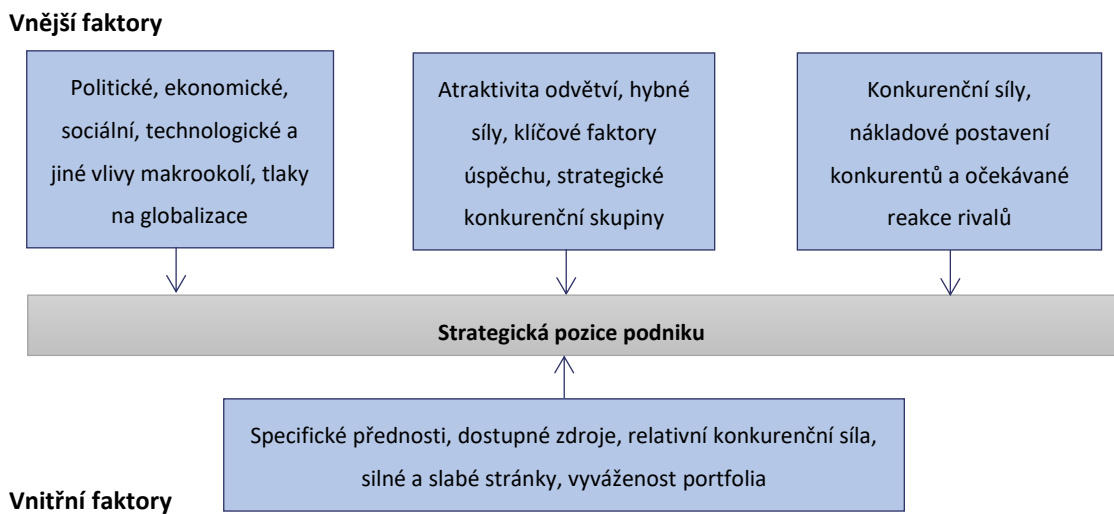 Vnější faktory
Politické, ekonomické,
sociální, technologické a
jiné vlivy makrookolí, tlaky
na globalizace
Atraktivita odvětví, hybné
síly, klíčové faktory
úspěchu, strategické
konkurenční skupiny
Konkurenční síly,
nákladové postavení
konkurentů a očekávané
reakce rivalů
Strategická pozice podniku
Specifické přednosti, dostupné zdroje, relativní konkurenční síla,
silné a slabé stránky, vyváženost portfolia
Vnitřní faktory